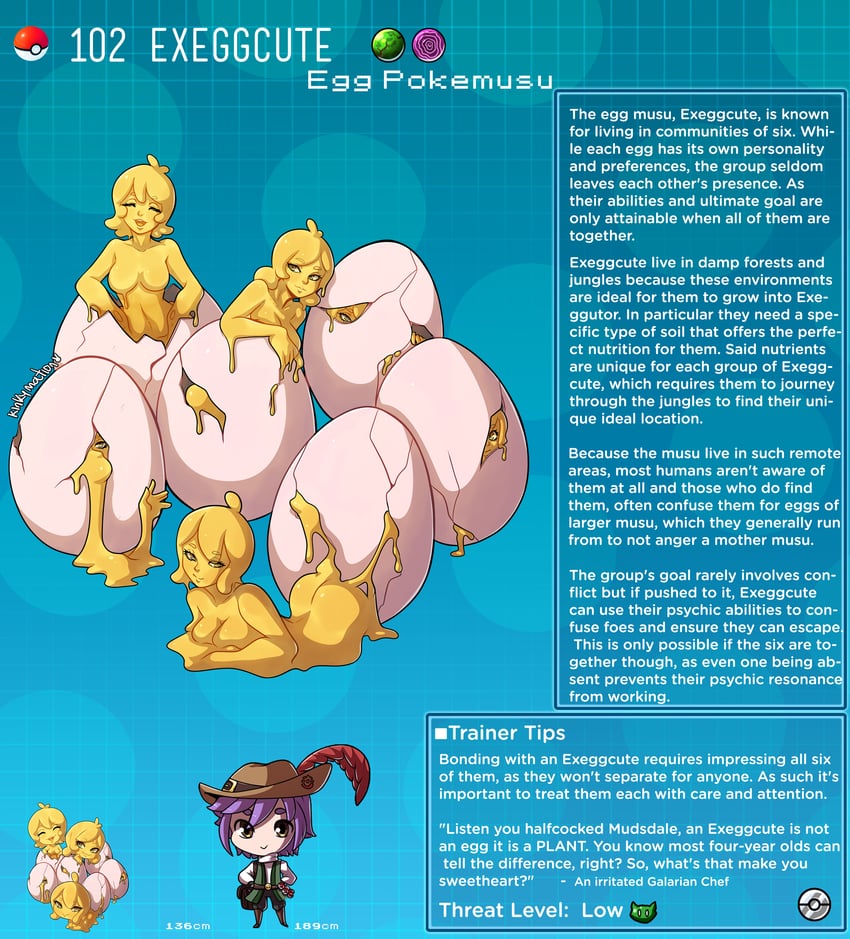 102 EXEGGCUTE
Egg Pokemusu
The egg musu, Exeggcute, is known
for living in communities of six. Whi-
le each egg has its own personality
and preferences, the group seldom
leaves each other's presence. As
their abilities and ultimate goal are
only attainable when all of them are
together.
Exeggcute live in damp forests and
jungles because these environments
are ideal for them to grow into Exe-
ggutor. In particular they need a spe-
cific type of soil that offers the perfe-
ct nutrition for them. Said nutrients
are unique for each group of Exegg-
cute, which requires them to journey
through the jungles to find their uni-
que ideal location.
Because the musu live in such remote
areas, most humans aren't aware of
them at all and those who do find
them, often confuse them for eggs of
larger musu, which they generally run
from to not anger a mother musu.
The group's goal rarely involves con-
flict but if pushed to it, Exeggcute
can use their psychic abilities to con-
fuse foes and ensure they can escape.
This is only possible if the six are to-
gether though, as even one being ab-
sent prevents their psychic resonance
from working.
kinkymation
■Trainer Tips
Bonding with an Exeggcute requires impressing all six
of them, as they won't separate for anyone. As such it's
important to treat them each with care and attention.
"Listen you halfcocked Mudsdale, an Exeggcute is not
an egg it is a PLANT. You know most four-year olds can
tell the difference, right? So, what's that make you
sweetheart?" - An irritated Galarian Chef
Threat Level: Low
136cm
189cm